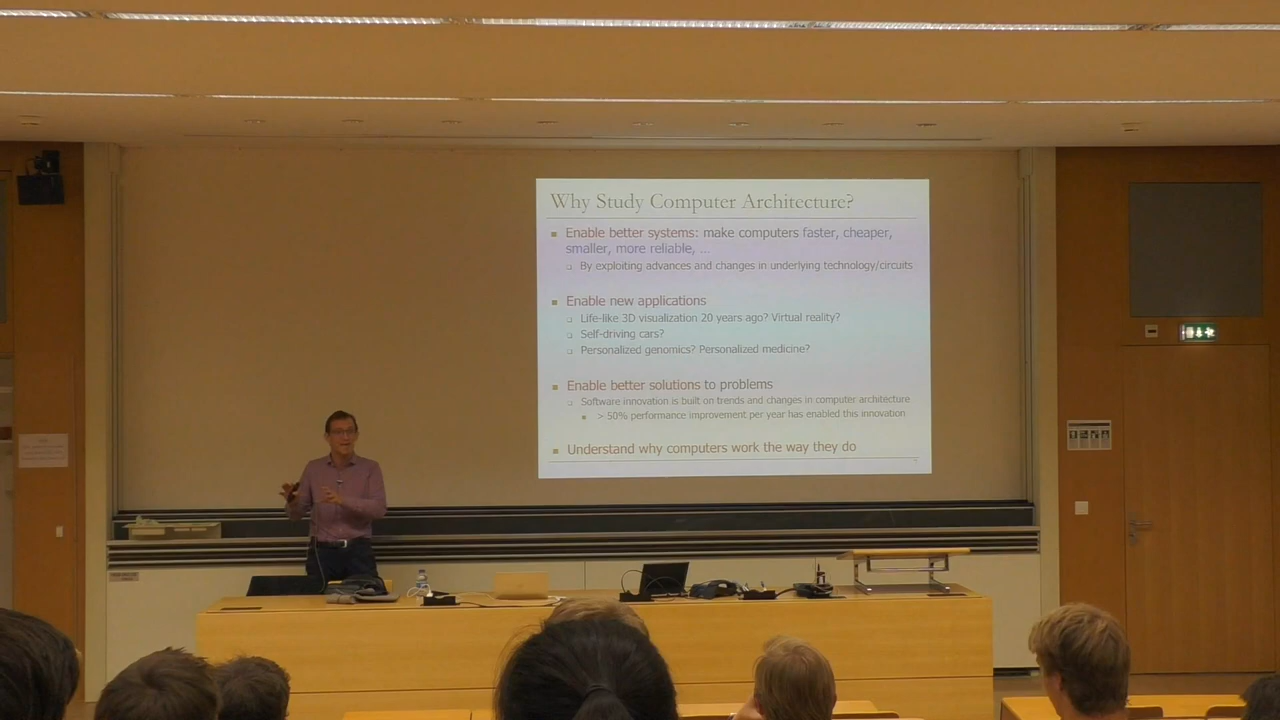 Why Study Computer Architecture?
Enable better systems: make computers faster, cheaper,
smaller, more reliable, ...
By exploiting advances and changes in underlying technology/circuits
Enable new applications
Life-like 3D visualization 20 years ago? Virtual reality?
Self-driving cars?
Personalized genomics? Personalized medicine?
Enable better solutions to problems
Software innovation is built on trends and changes in computer architecture
> 50% performance improvement per year has enabled this innovation
Understand why computers work the way they do